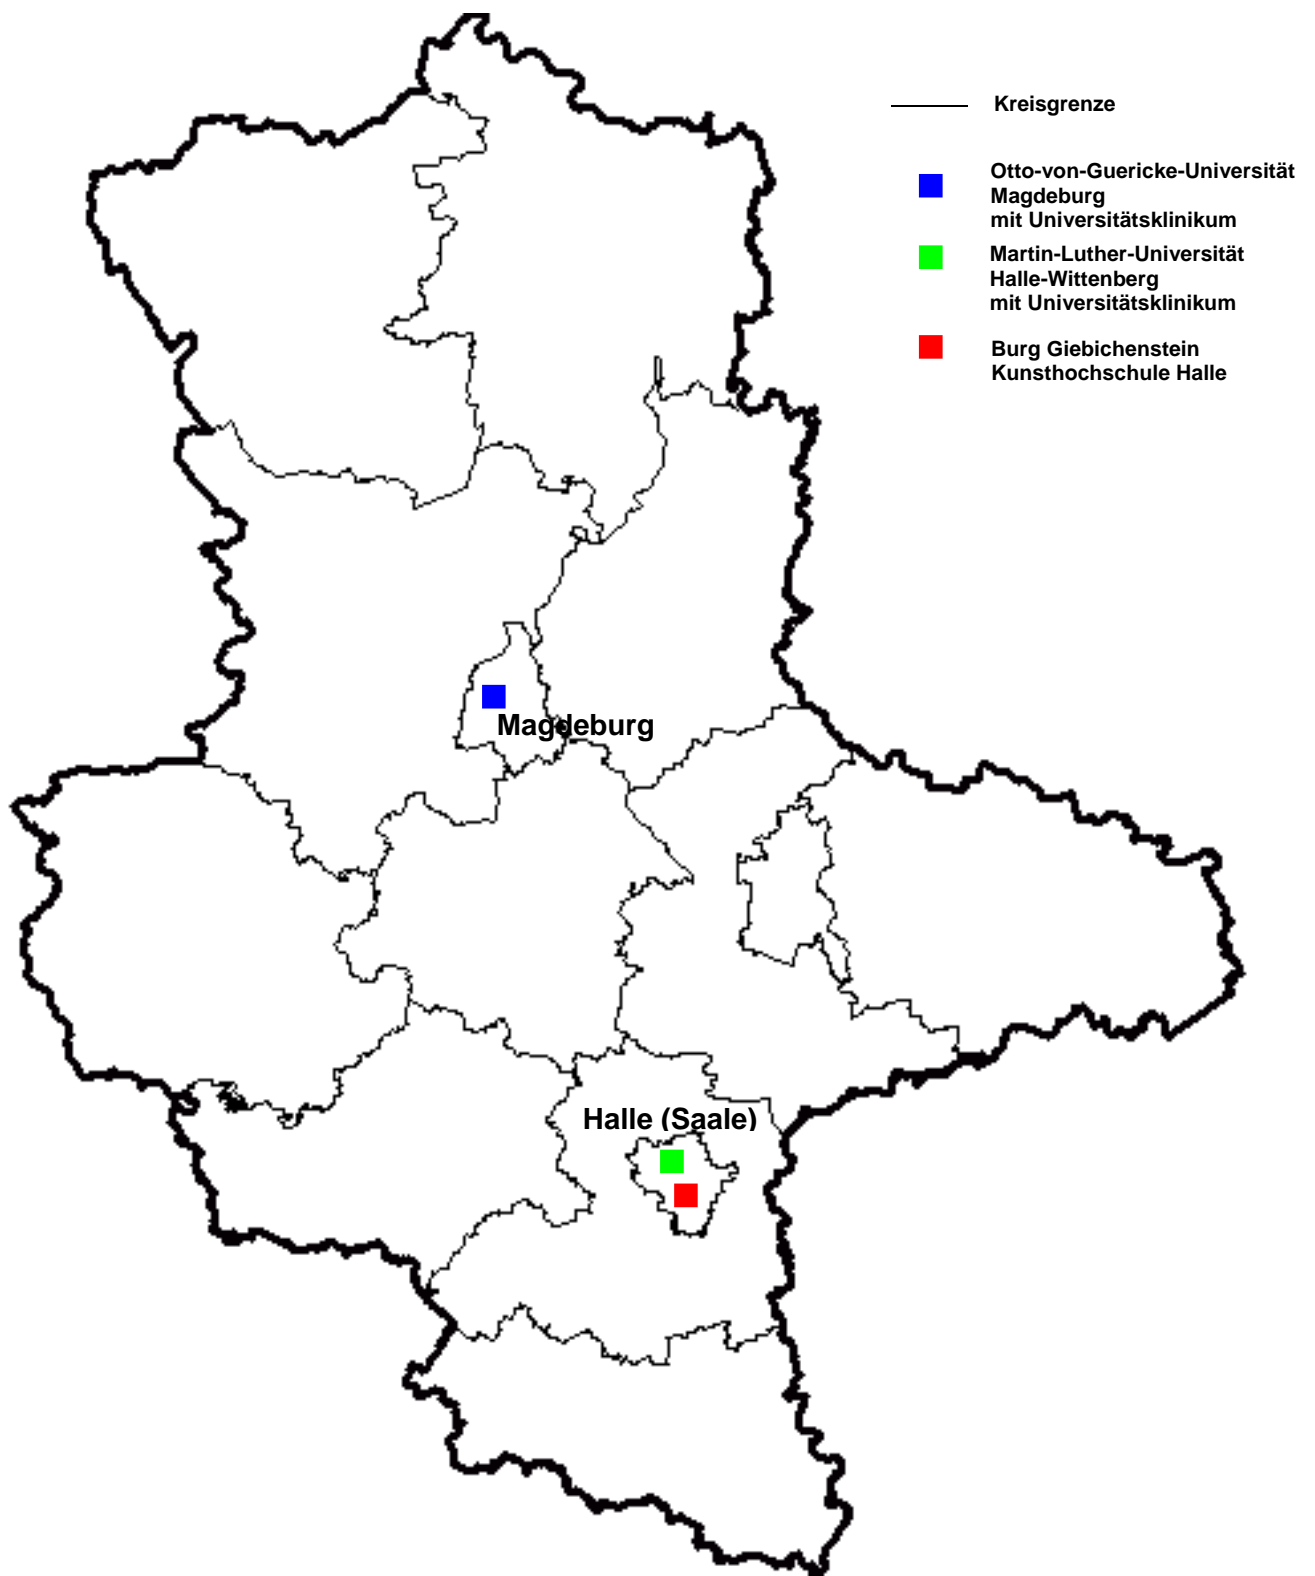 Kreisgrenze
Otto-von-Guericke-Universität
Magdeburg
mit Universitätsklinikum
Martin-Luther-Universität
Halle-Wittenberg
mit Universitätsklinikum
Burg Giebichenstein
Kunsthochschule Halle
Magdeburg
Halle (Saale)